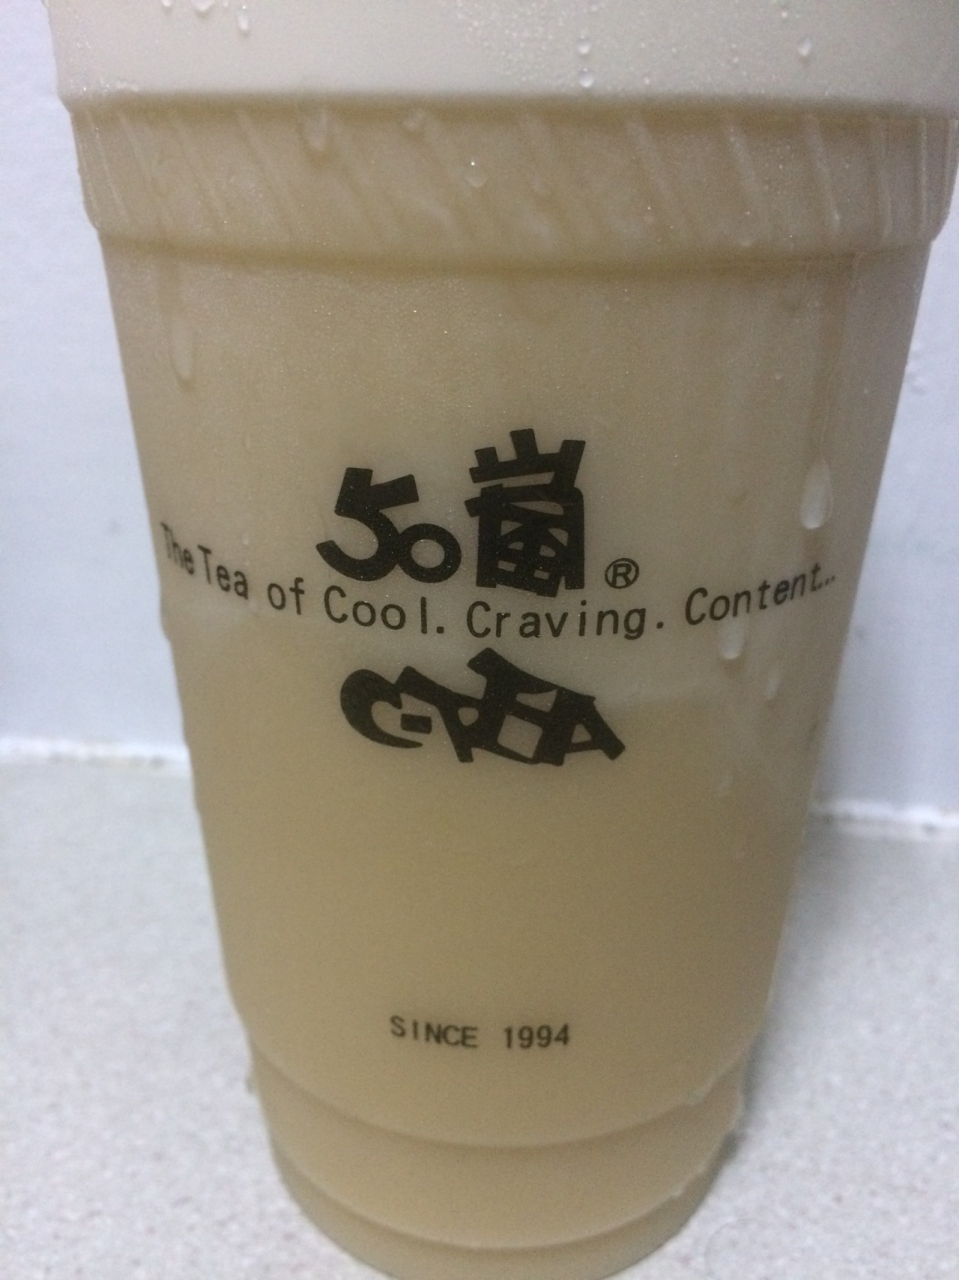 50嵐®
The Tea of Cool. Craving. Content...
SINCE 1994